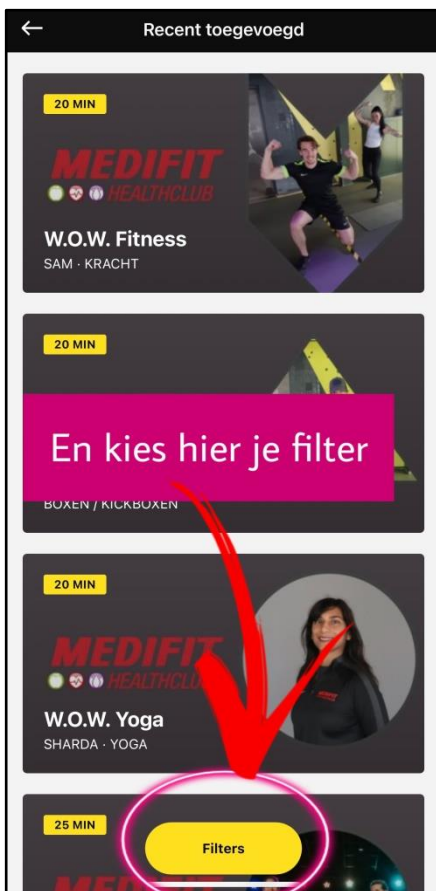 Recent toegevoegd
20 MIN
MEDIFIT
HEALTHCLUB
W.O.W. Fitness
SAM · KRACHT
20 MIN
En kies hier je filter
BOXEN / KICKBOXEN
20 MIN
MEDIFIT
HEALTHCLUB
W.O.W. Yoga
SHARDA · YOGA
25 MIN
Filters
MEDIFIT